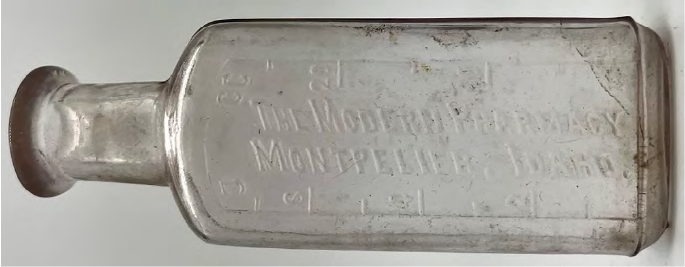 THE MODERN PHARMACY
MONTPELIER, IDAHO.